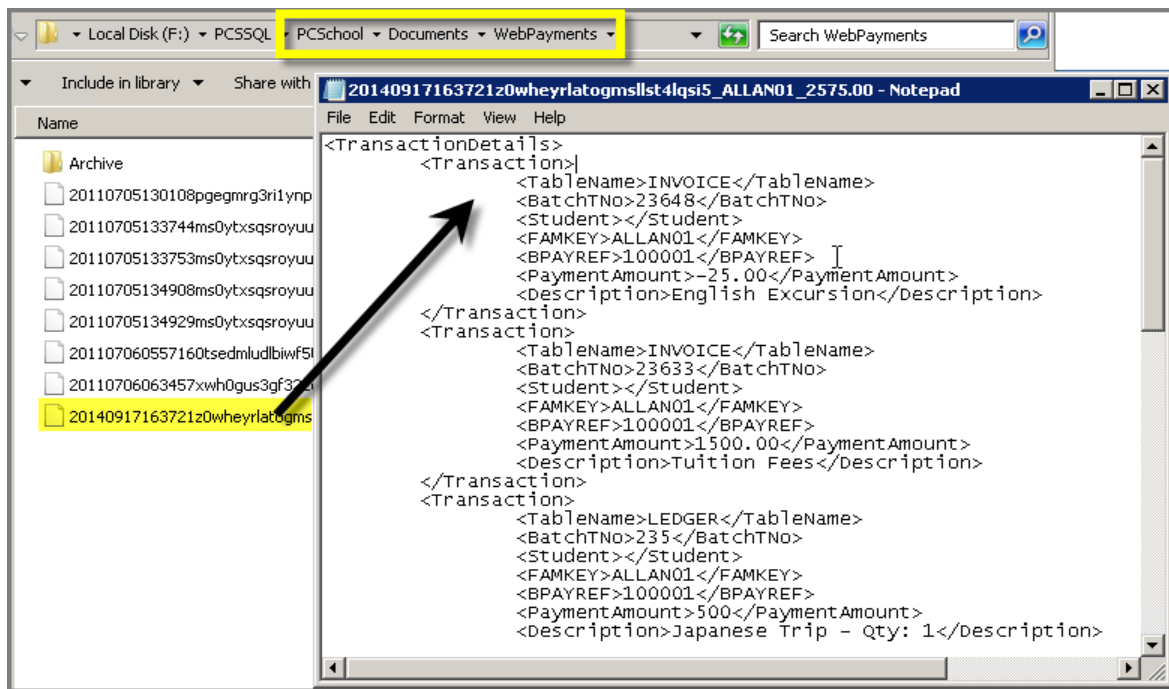 Local Disk (F:) PCSSQL PCSchool Documents WebPayments Search WebPayments
Include in library Share with
Name
Archive
20110705130108pgegmrg3ri1ynp
20110705133744ms0ytxsqsroyuu
20110705133753ms0ytxsqsroyuu
20110705134908ms0ytxsqsroyuu
20110705134929ms0ytxsqsroyuu
201107060557160tsedmludlbiwf5
20110706063457xwh0gus3gf32
20140917163721z0wheyrlatogms
20140917163721z0wheyrlatogmsllst4lqsi5_ALLAN01_2575.00 - Notepad
File Edit Format View Help
<TransactionDetails>
<Transaction>
<TableName>INVOICE</TableName>
<BatchTNo>23648</BatchTNo>
<Student></Student>
<FAMKEY>ALLAN01</FAMKEY>
<BPAYREF>100001</BPAYREF>
<PaymentAmount>-25.00</PaymentAmount>
<Description>English Excursion</Description>
</Transaction>
<Transaction>
<TableName>INVOICE</TableName>
<BatchTNo>23633</BatchTNo>
<Student></Student>
<FAMKEY>ALLAN01</FAMKEY>
<BPAYREF>100001</BPAYREF>
<PaymentAmount>1500.00</PaymentAmount>
<Description>Tuition Fees</Description>
</Transaction>
<Transaction>
<TableName>LEDGER</TableName>
<BatchTNo>235</BatchTNo>
<Student></Student>
<FAMKEY>ALLAN01</FAMKEY>
<BPAYREF>100001</BPAYREF>
<PaymentAmount>500</PaymentAmount>
<Description>Japanese Trip - Qty: 1</Description>